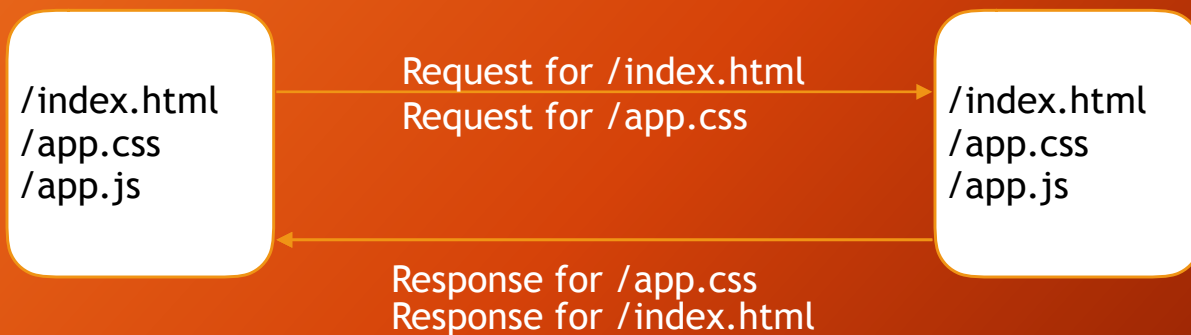 /index.html
/app.css
/app.js
Request for /index.html
Request for /app.css
/index.html
/app.css
/app.js
Response for /app.css
Response for /index.html